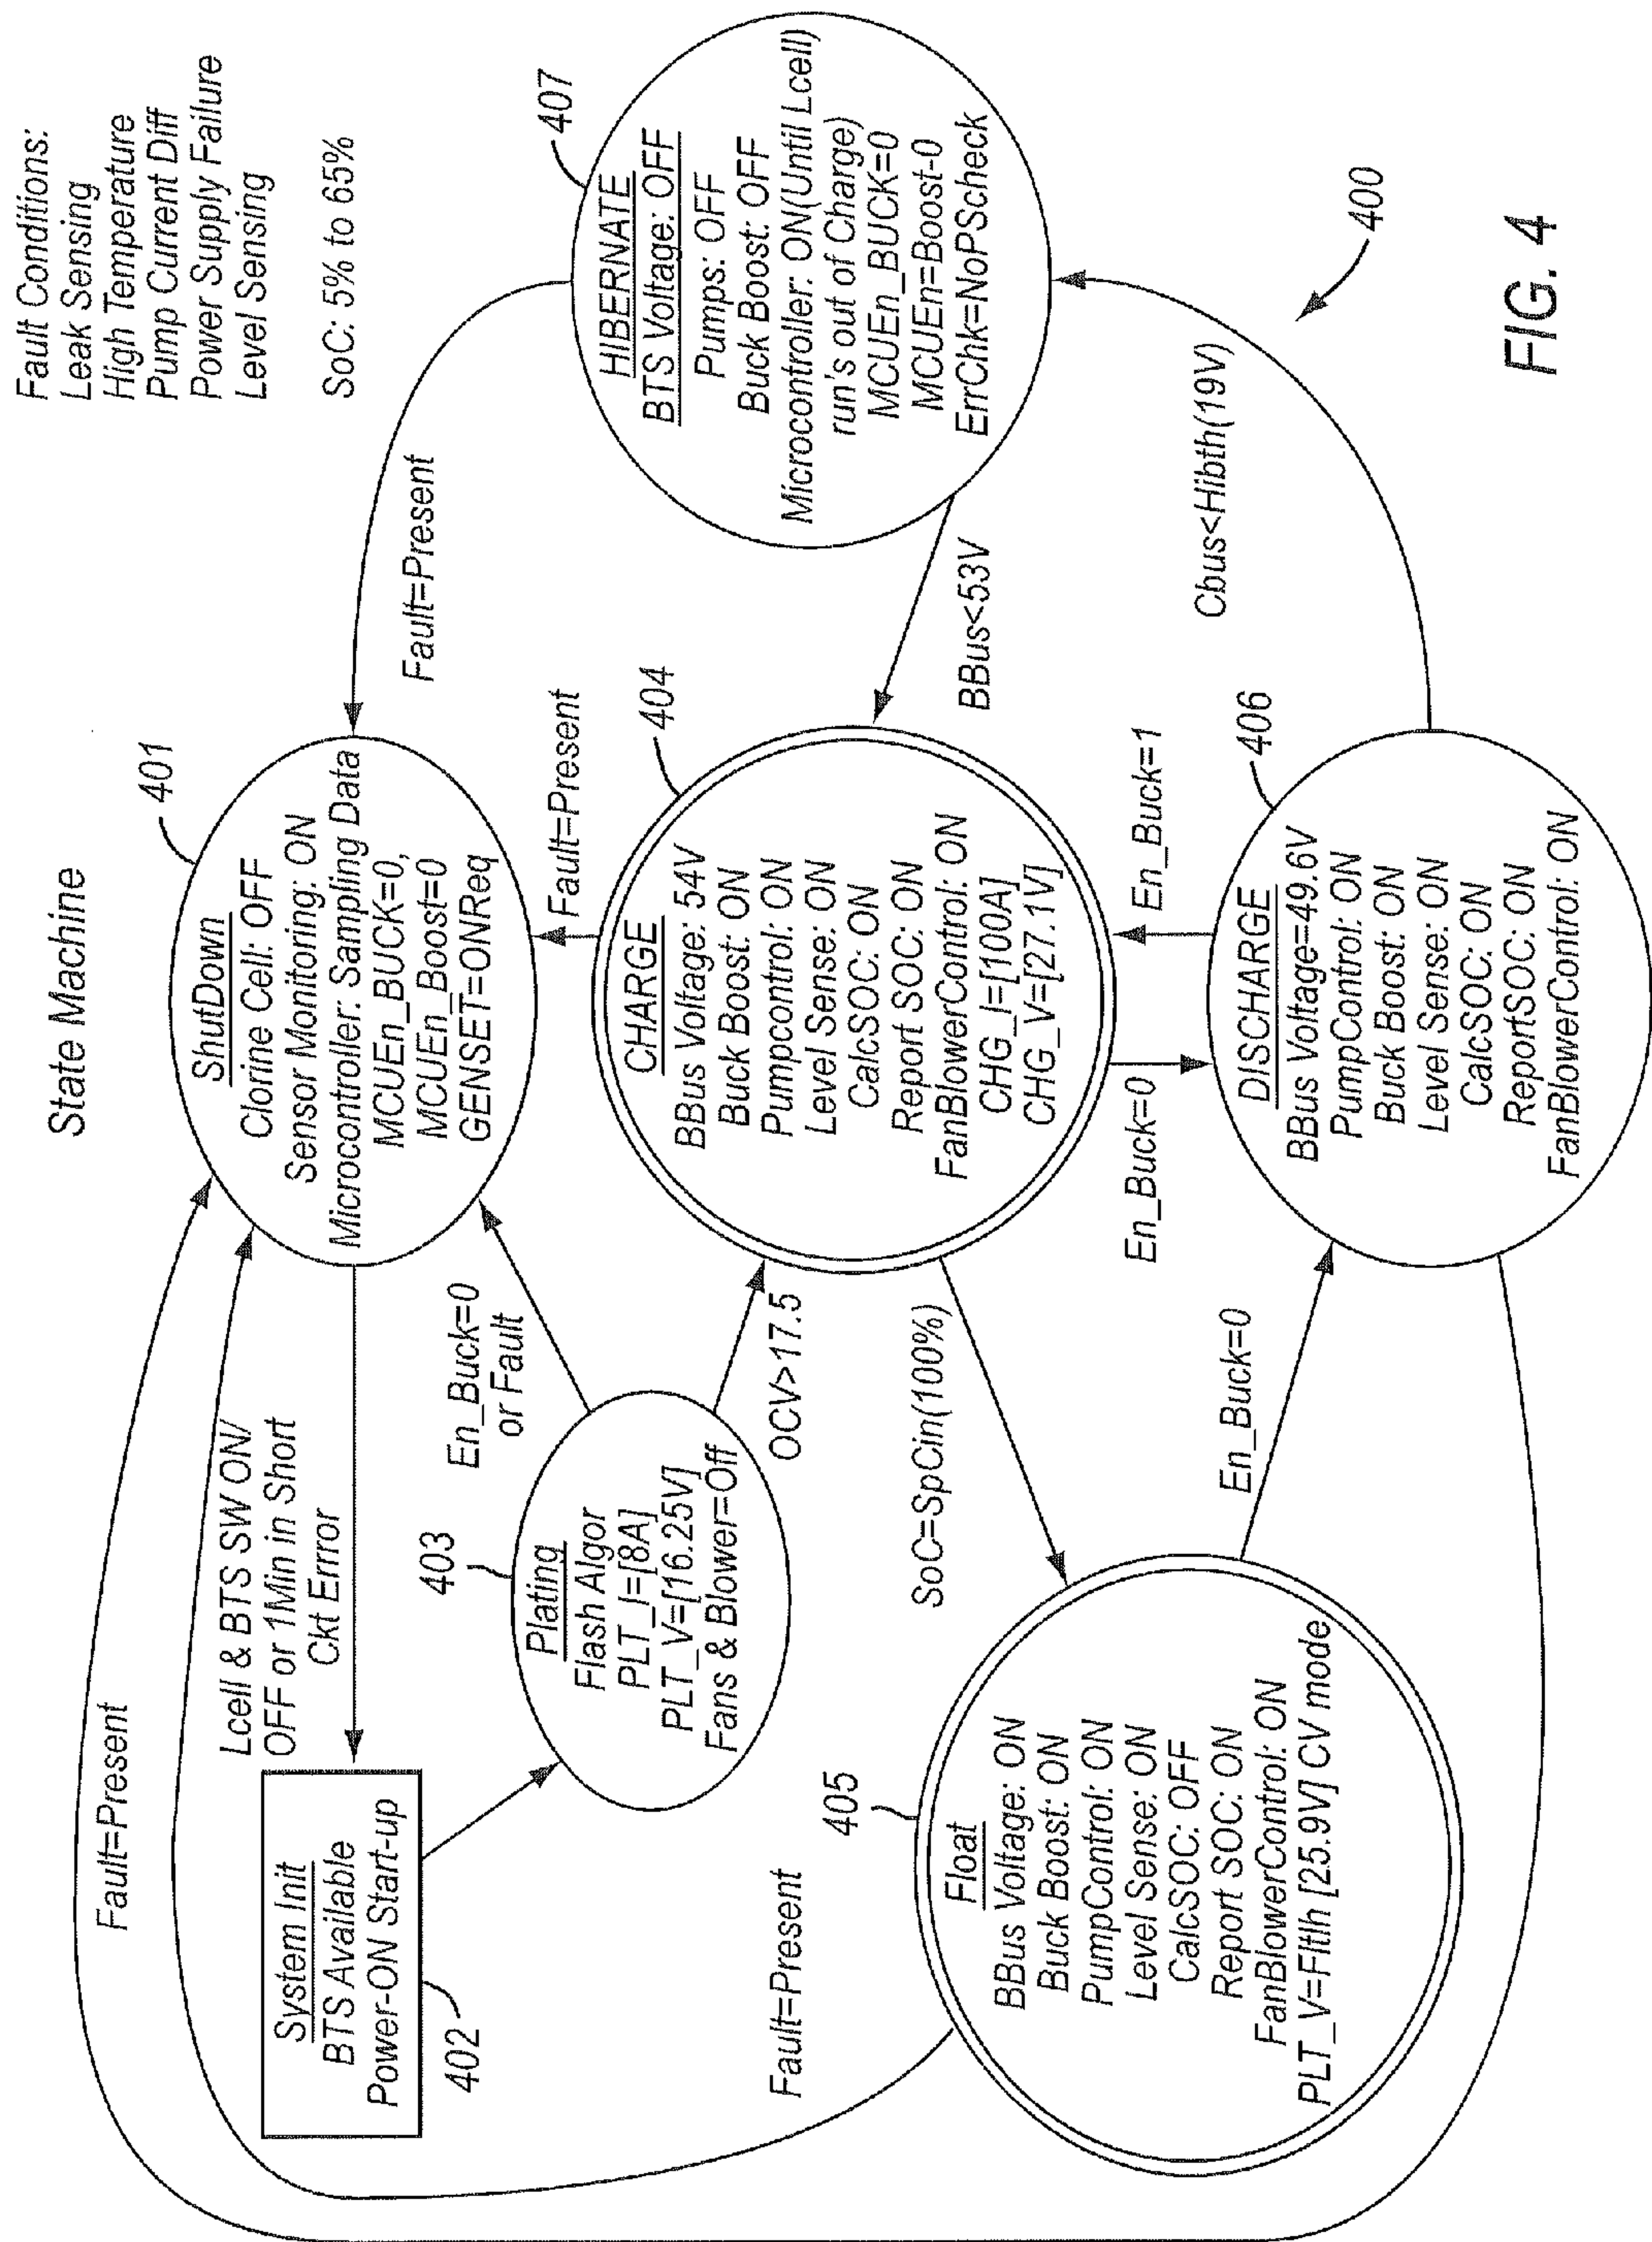 State Machine
Fault Conditions:
Leak Sensing
High Temperature
Pump Current Diff
Power Supply Failure
Level Sensing
SoC: 5% to 65%
Fault=Present
Lcell & BTS SW ON/
OFF or 1Min in Short
Ckt Errror
System Init
BTS Available
Power-ON Start-up
402
ShutDown
Clorine Cell: OFF
Sensor Monitoring: ON
Microcontroller: Sampling Data
MCUEn_BUCK=0,
MCUEn_Boost=0
GENSET=ONReq
401
Fault=Present
403
Plating
Flash Algor
PLT_I=[8A]
PLT_V=[16.25V]
Fans & Blower=Off
En_Buck=0
or Fault
OCV>17.5
Fault=Present
404
CHARGE
BBus Voltage: 54V
Buck Boost: ON
Pumpcontrol: ON
Level Sense: ON
CalcSOC: ON
Report SOC: ON
FanBlowerControl: ON
CHG_I=[100A]
CHG_V=[27.1V]
BBus<53V
HIBERNATE
BTS Voltage: OFF
Pumps: OFF
Buck Boost: OFF
Microcontroller: ON(Until Lcell)
run's out of Charge)
MCUEn_BUCK=0
MCUEn=Boost-0
ErrChk=NoPScheck
407
Fault=Present
405
Float
BBus Voltage: ON
Buck Boost: ON
PumpControl: ON
Level Sense: ON
CalcSOC: OFF
Report SOC: ON
FanBlowerControl: ON
PLT_V=Fltlh [25.9V] CV mode
SoC=SpCin(100%)
En_Buck=0
En_Buck=0
En_Buck=1
406
DISCHARGE
BBus Voltage=49.6V
PumpControl: ON
Buck Boost: ON
Level Sense: ON
CalcSOC: ON
ReportSOC: ON
FanBlowerControl: ON
Cbus<Hibth(19V)
400
FIG. 4